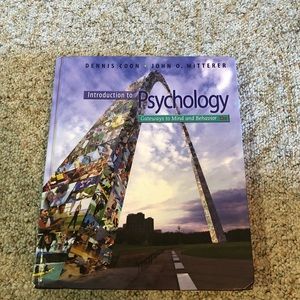 DENNIS COON • JOHN O. MITTERER
Introduction to
Psychology
Gateways to Mind and Behavior